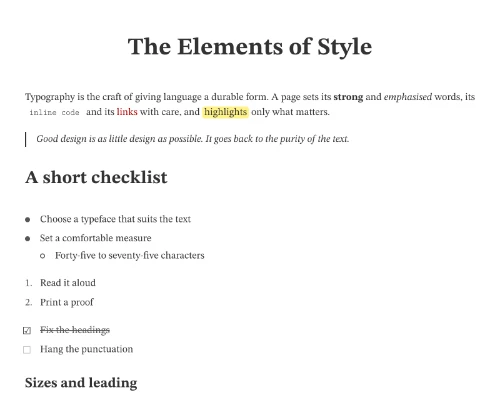 The Elements of Style
Typography is the craft of giving language a durable form. A page sets its strong and emphasised words, its
inline code and its links with care, and highlights only what matters.
Good design is as little design as possible. It goes back to the purity of the text.
A short checklist
Choose a typeface that suits the text
Set a comfortable measure
Forty-five to seventy-five characters
1. Read it aloud
2. Print a proof
Fix the headings
Hang the punctuation
Sizes and leading